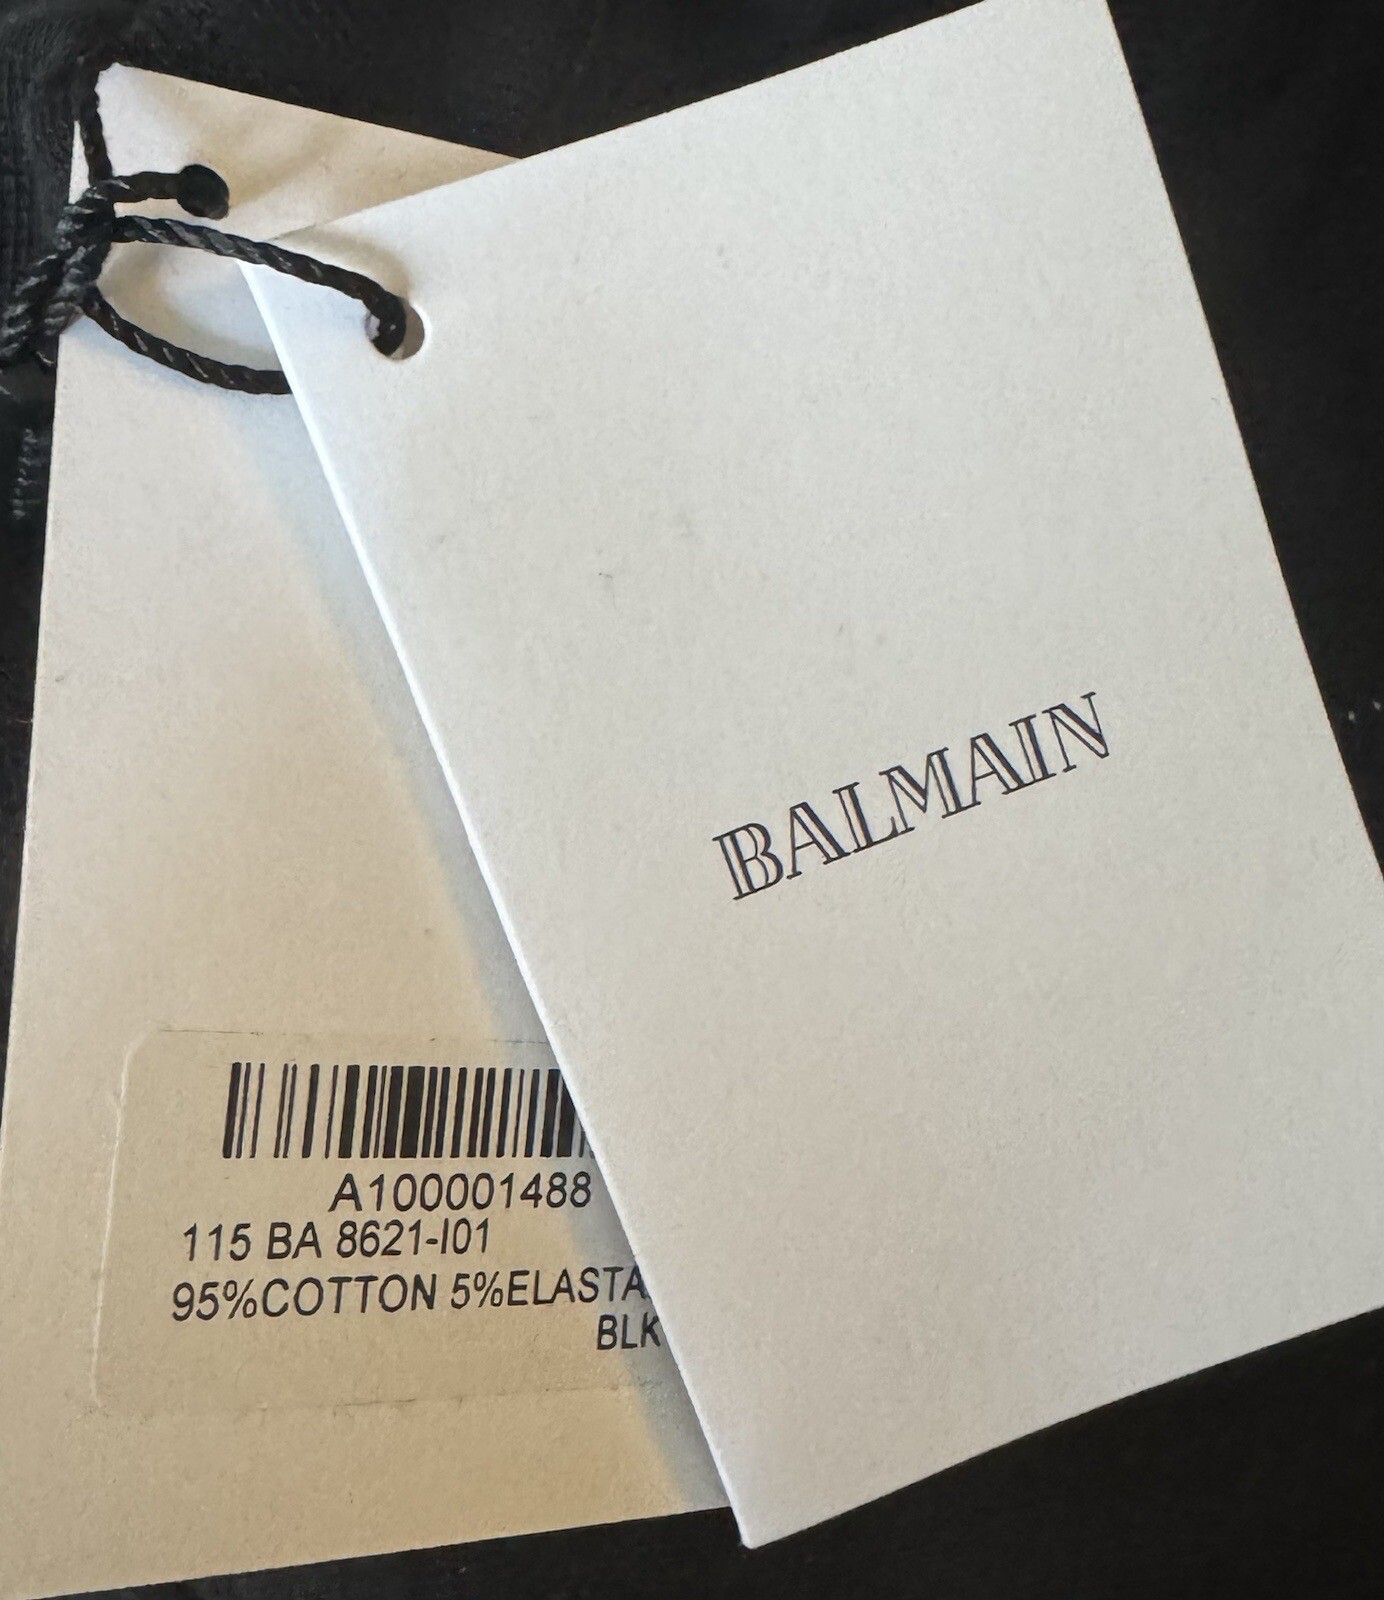 BALMAIN
A100001488
115 BA 8621-I01
95%COTTON 5%ELASTA
BLK